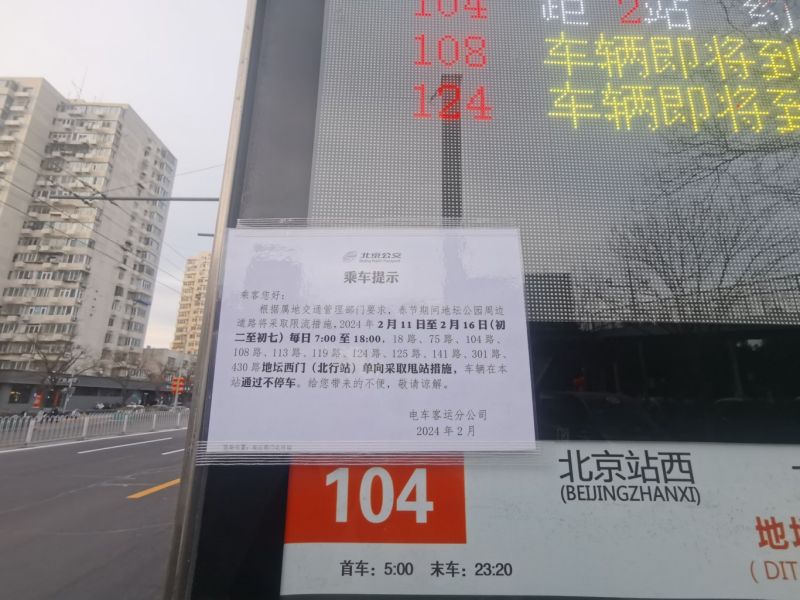 104 距 2站 约
108 车辆即将到
124 车辆即将到
北京公交
乘车提示
乘客您好：
根据属地交通管理部门要求，春节期间地坛公园周边
道路将采取限流措施，2024 年 2 月 11 日至 2 月 16 日（初
二至初七）每日 7:00 至 18:00，18 路、75 路、104 路、
108 路、113 路、119 路、124 路、125 路、141 路、301 路、
430 路地坛西门（北行站）单向采取甩站措施，车辆在本
站通过不停车。给您带来的不便，敬请谅解。
电车客运分公司
2024 年 2 月
104
北京站西
(BEIJINGZHANXI)
地坛
(DIT
首车：5:00 末车：23:20